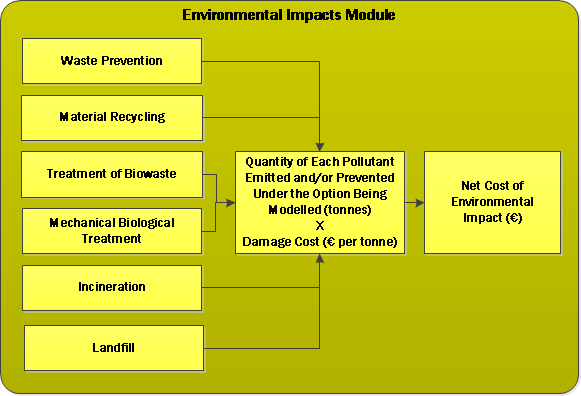 Environmental Impacts Module
Waste Prevention
Material Recycling
Treatment of Biowaste
Mechanical Biological
Treatment
Incineration
Landfill
Quantity of Each Pollutant
Emitted and/or Prevented
Under the Option Being
Modelled (tonnes)
X
Damage Cost (€ per tonne)
Net Cost of
Environmental
Impact (€)